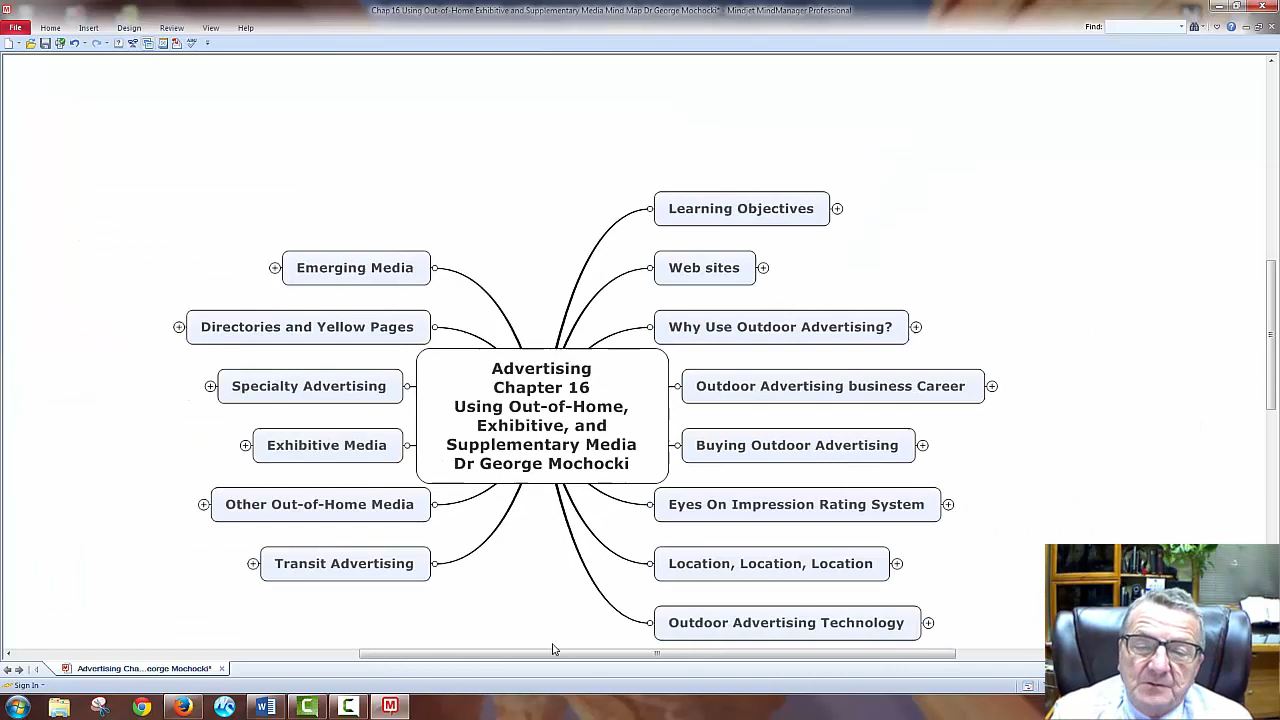 Chap 16 Using Out-of-Home Exhibitive and Supplementary Media Mind Map Dr George Mochocki* - Mindjet MindManager Professional
File Home Insert Design Review View Help Find:
Learning Objectives
Emerging Media
Web sites
Directories and Yellow Pages
Why Use Outdoor Advertising?
Advertising
Chapter 16
Using Out-of-Home,
Exhibitive, and
Supplementary Media
Dr George Mochocki
Specialty Advertising
Outdoor Advertising business Career
Exhibitive Media
Buying Outdoor Advertising
Other Out-of-Home Media
Eyes On Impression Rating System
Transit Advertising
Location, Location, Location
Outdoor Advertising Technology
Advertising Cha...eorge Mochocki*
Sign In